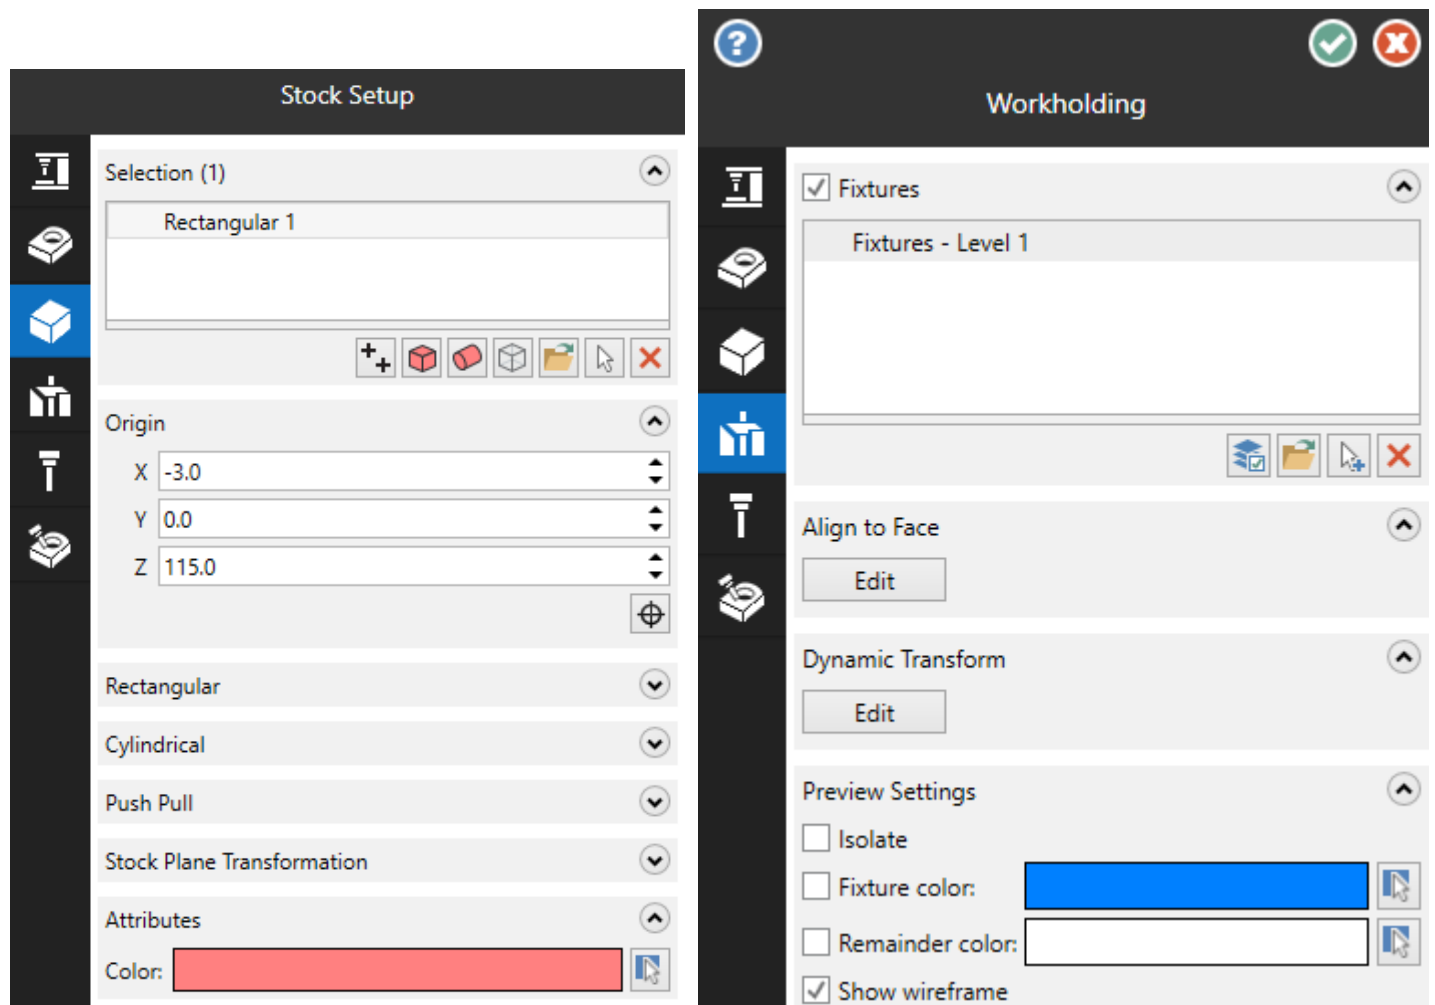 Stock Setup
Selection (1)
Rectangular 1
Origin
X -3.0
Y 0.0
Z 115.0
Rectangular
Cylindrical
Push Pull
Stock Plane Transformation
Attributes
Color:
?
Workholding
Fixtures
Fixtures - Level 1
Align to Face
Edit
Dynamic Transform
Edit
Preview Settings
Isolate
Fixture color:
Remainder color:
Show wireframe